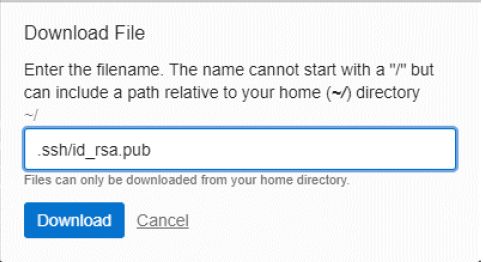 Download File
Enter the filename. The name cannot start with a "/" but
can include a path relative to your home (~/) directory
~/
.ssh/id_rsa.pub
Files can only be downloaded from your home directory.
Download Cancel